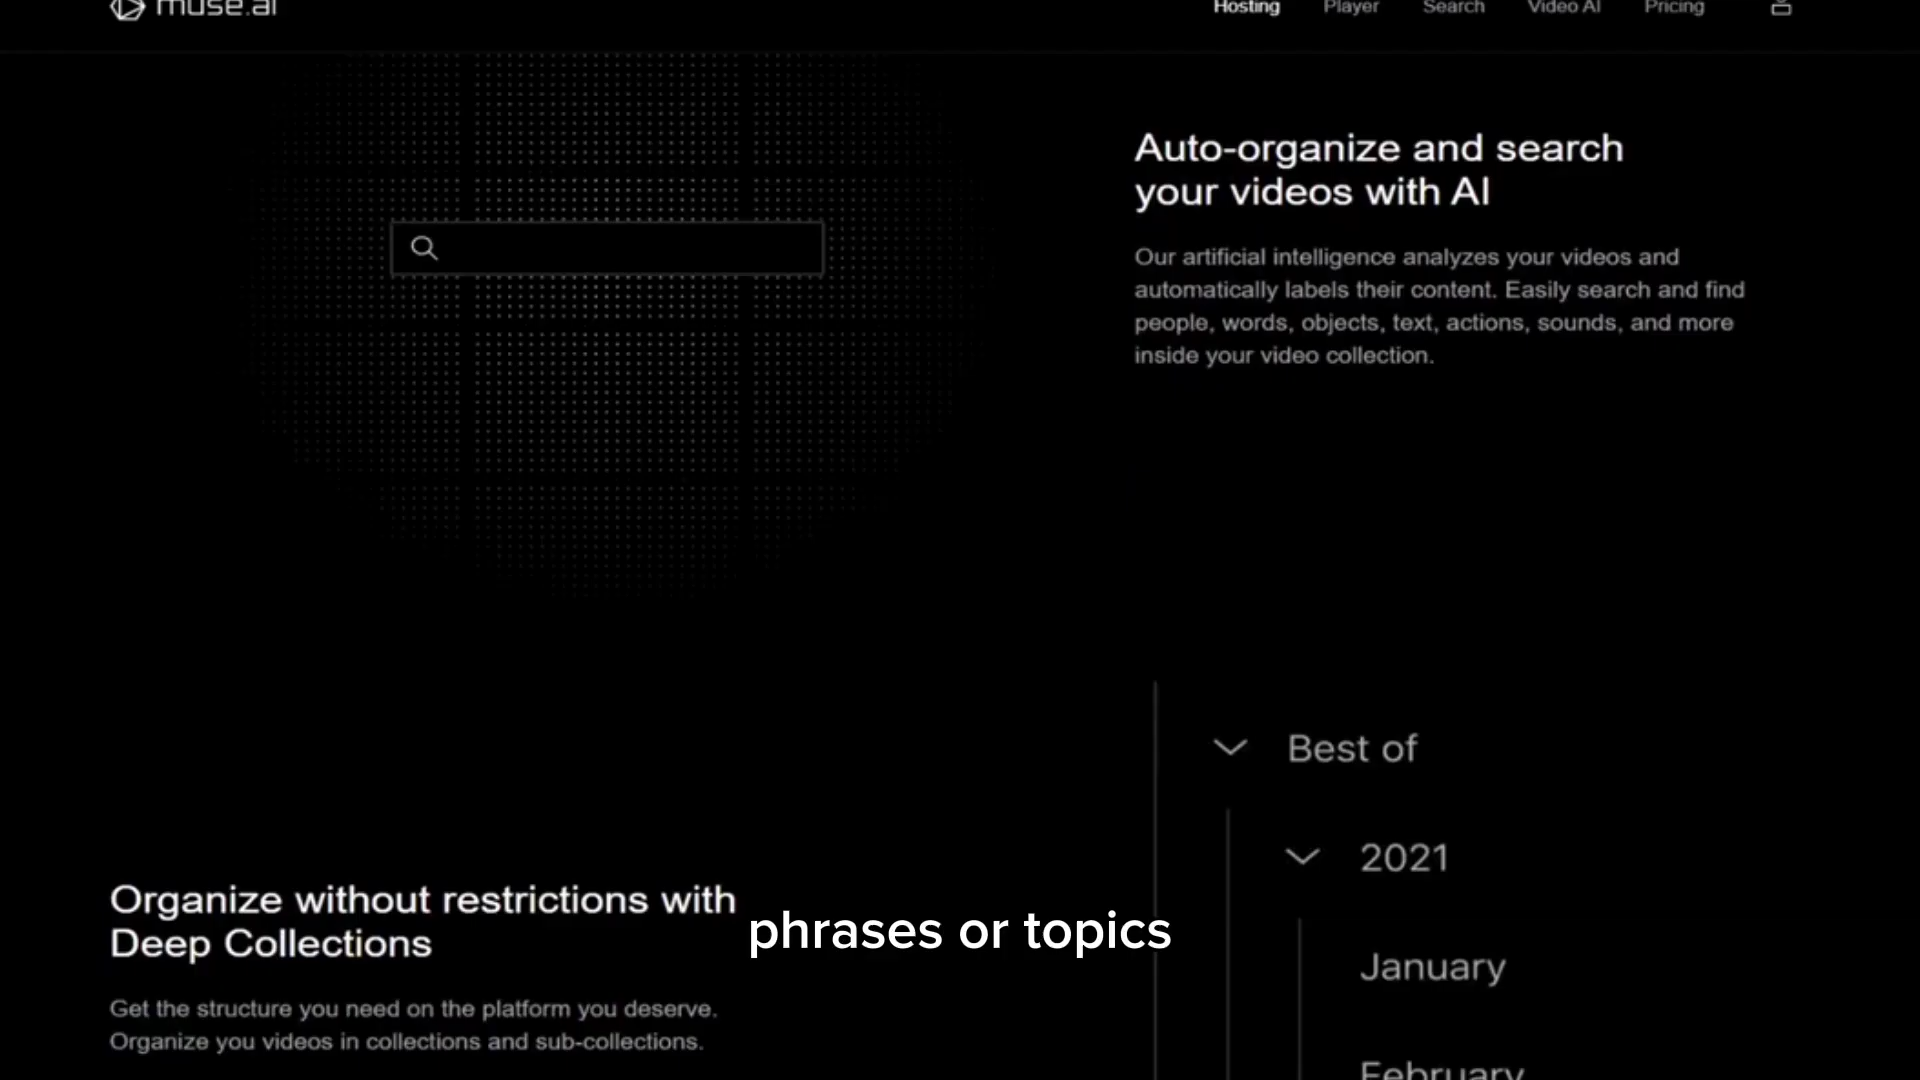 muse.ai
Hosting Player Search Video AI Pricing
Auto-organize and search
your videos with AI
Our artificial intelligence analyzes your videos and
automatically labels their content. Easily search and find
people, words, objects, text, actions, sounds, and more
inside your video collection.
Best of
2021
January
February
Organize without restrictions with
Deep Collections
Get the structure you need on the platform you deserve.
Organize you videos in collections and sub-collections.
phrases or topics